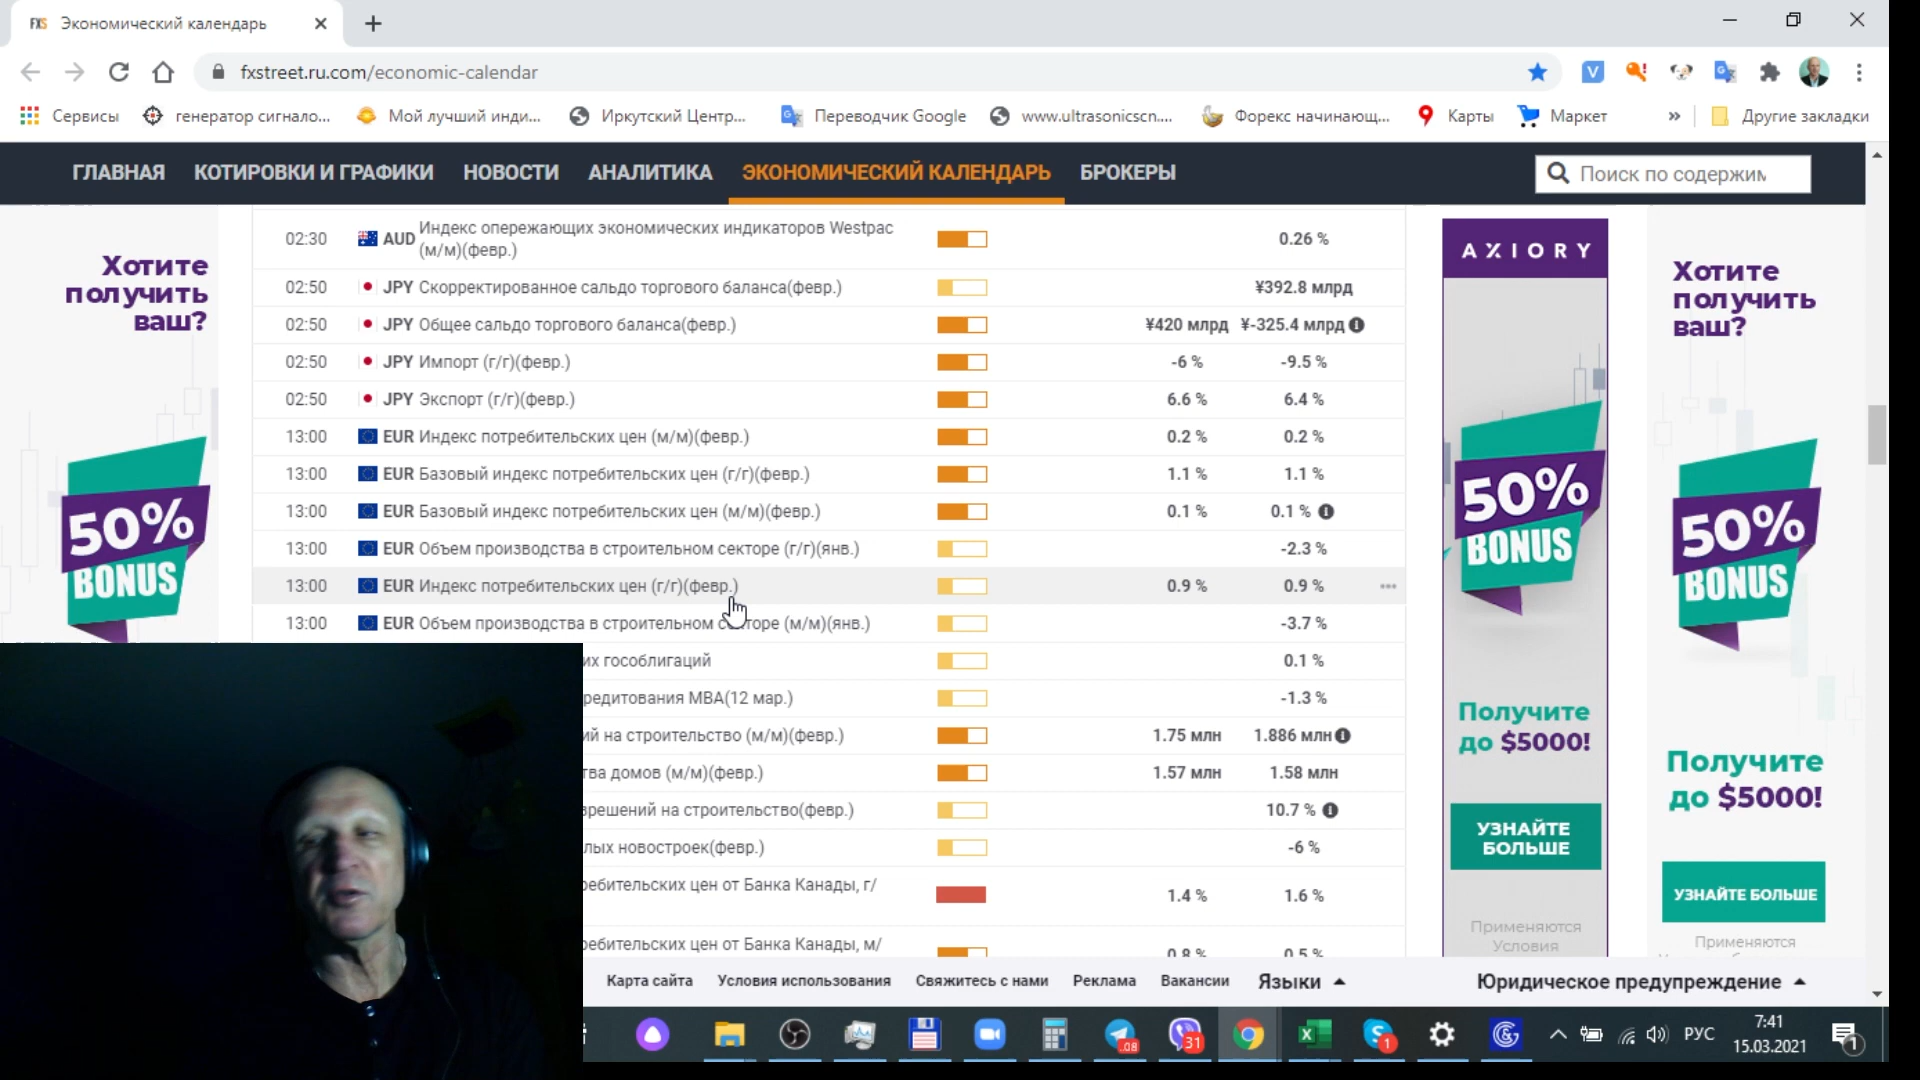 FXS Экономический календарь
fxstreet.ru.com/economic-calendar
Сервисы
генератор сигнало...
Мой лучший инди...
Иркутский Центр...
Переводчик Google
www.ultrasonicscn....
Форекс начинающ...
Карты
Маркет
»
Другие закладки
ГЛАВНАЯ КОТИРОВКИ И ГРАФИКИ НОВОСТИ АНАЛИТИКА ЭКОНОМИЧЕСКИЙ КАЛЕНДАРЬ БРОКЕРЫ
Поиск по содержим
02:30 AUD Индекс опережающих экономических индикаторов Westpac
(м/м)(февр.) 0.26 %
02:50 JPY Скорректированное сальдо торгового баланса(февр.) ¥392.8 млрд
02:50 JPY Общее сальдо торгового баланса(февр.) ¥420 млрд ¥-325.4 млрд
02:50 JPY Импорт (г/г)(февр.) -6 % -9.5 %
02:50 JPY Экспорт (г/г)(февр.) 6.6 % 6.4 %
13:00 EUR Индекс потребительских цен (м/м)(февр.) 0.2 % 0.2 %
13:00 EUR Базовый индекс потребительских цен (г/г)(февр.) 1.1 % 1.1 %
13:00 EUR Базовый индекс потребительских цен (м/м)(февр.) 0.1 % 0.1 %
13:00 EUR Объем производства в строительном секторе (г/г)(янв.) -2.3 %
13:00 EUR Индекс потребительских цен (г/г)(февр.) 0.9 % 0.9 %
13:00 EUR Объем производства в строительном секторе (м/м)(янв.) -3.7 %
их гособлигаций 0.1 %
редитования MBA(12 мар.) -1.3 %
ий на строительство (м/м)(февр.) 1.75 млн 1.886 млн
тва домов (м/м)(февр.) 1.57 млн 1.58 млн
зрешений на строительство(февр.) 10.7 %
лых новостроек(февр.) -6 %
ребительских цен от Банка Канады, г/ 1.4 % 1.6 %
ребительских цен от Банка Канады, м/ 0.8 % 0.5 %
Хотите
получить
ваш?
50%
BONUS
AXIORY
50%
BONUS
Получите
до $5000!
УЗНАЙТЕ
БОЛЬШЕ
Применяются
Условия
Хотите
получить
ваш?
50%
BONUS
Получите
до $5000!
УЗНАЙТЕ БОЛЬШЕ
Применяются
Карта сайта Условия использования Свяжитесь с нами Реклама Вакансии Языки Юридическое предупреждение
.08
31
1
РУС
7:41
15.03.2021
1